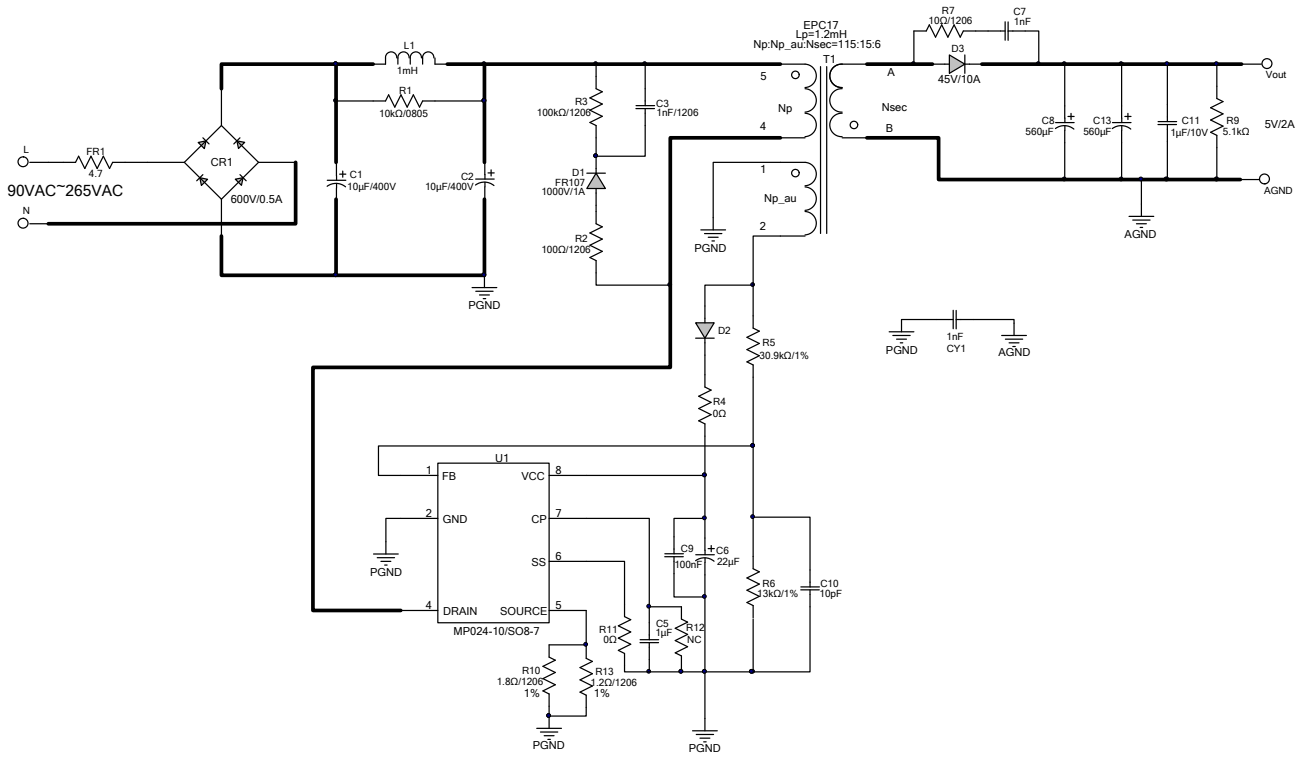 EPC17
Lp=1.2mH
Np:Np_au:Nsec=115:15:6
T1
R7
10Ω/1206
C7
1nF
D3
45V/10A
A
Vout
L1
1mH
R1
10kΩ/0805
R3
100kΩ/1206
C3
1nF/1206
5
Np
4
Nsec
B
C8
560µF
C13
560µF
C11
1µF/10V
R9
5.1kΩ
5V/2A
AGND
L
FR1
4.7
CR1
600V/0.5A
90VAC~265VAC
N
C1
10µF/400V
C2
10µF/400V
D1
FR107
1000V/1A
R2
100Ω/1206
1
Np_au
2
PGND
AGND
PGND
D2
R5
30.9kΩ/1%
PGND
1nF
CY1
AGND
R4
0Ω
U1
1
FB
VCC
8
2
GND
CP
7
SS
6
4
DRAIN
SOURCE
5
MP024-10/SO8-7
PGND
C9
100nF
C6
22µF
R6
13kΩ/1%
C10
10pF
R11
0Ω
C5
1µF
R12
NC
R10
1.8Ω/1206
1%
R13
1.2Ω/1206
1%
PGND
PGND